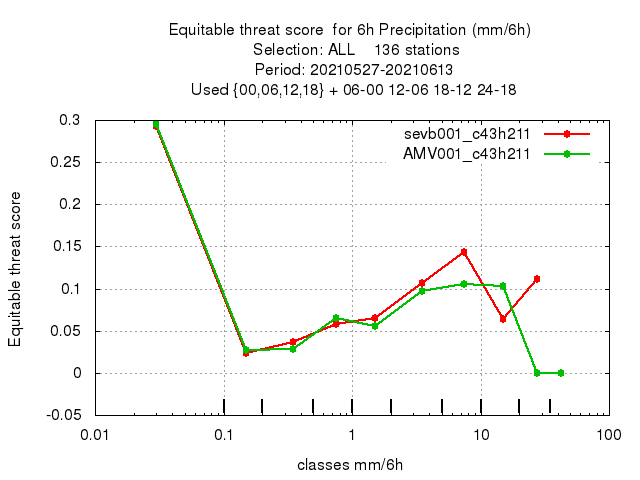 Equitable threat score  for 6h Precipitation (mm/6h)
Selection: ALL    136 stations
Period: 20210527-20210613
Used {00,06,12,18} + 06-00 12-06 18-12 24-18
sevb001_c43h211
AMV001_c43h211
Equitable threat score
0.3
0.25
0.2
0.15
0.1
0.05
0
-0.05
0.01 0.1 1 10 100
classes mm/6h